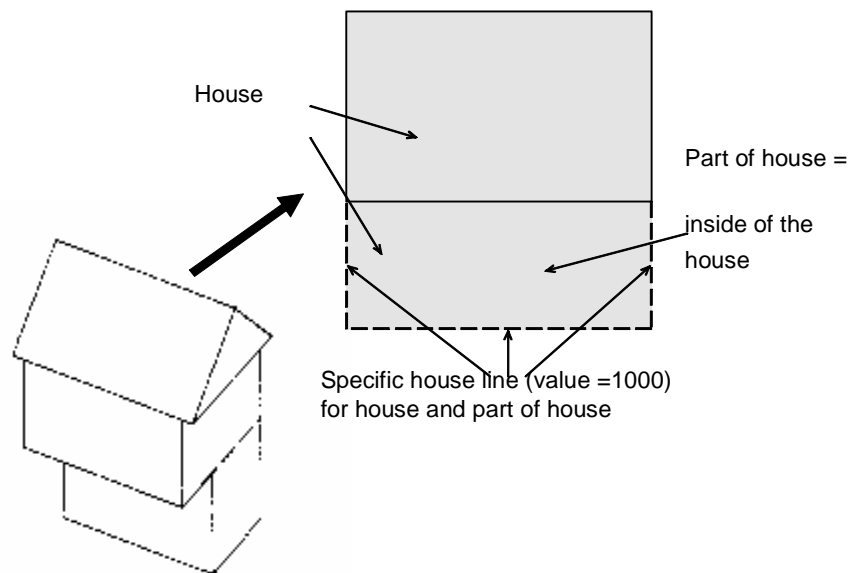 House
Part of house =
inside of the
house
Specific house line (value =1000)
for house and part of house